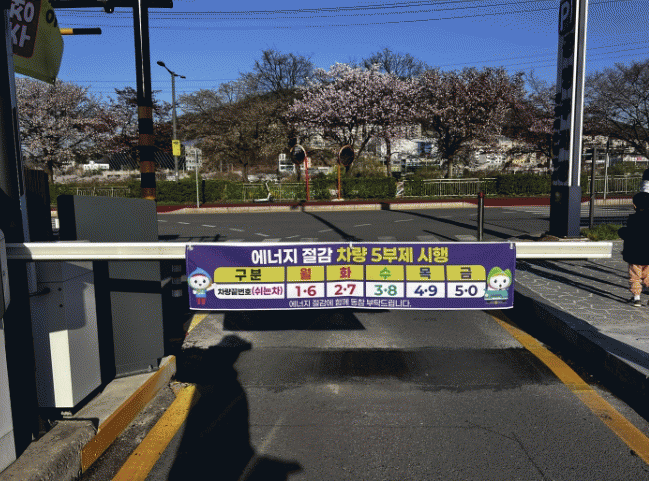 청
사
P
에너지 절감 차량 5부제 시행
구분 월 화 수 목 금
차량끝번호(쉬는차) 1·6 2·7 3·8 4·9 5·0
에너지 절감에 함께 동참 부탁드립니다.